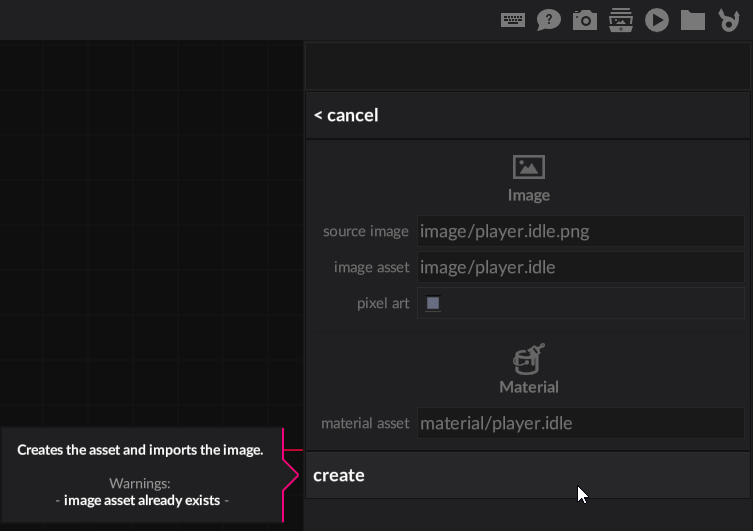 < cancel
Image
source image image/player.idle.png
image asset image/player.idle
pixel art
Material
material asset material/player.idle
Creates the asset and imports the image.
Warnings:
- image asset already exists -
create